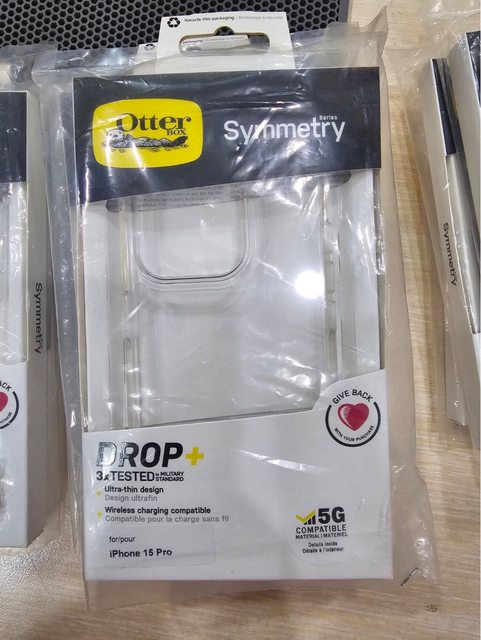 Recycle this packaging | Emballage à recycler
Otter
BOX
Symmetry
Series
GIVE BACK
WITH YOUR PURCHASE
DROP+
3x TESTED to MILITARY STANDARD
Ultra-thin design
Design ultrafin
Wireless charging compatible
Compatible pour la charge sans fil
for/pour
iPhone 15 Pro
5G
COMPATIBLE
MATERIAL | MATERIEL
Details inside
Détails à l'intérieur
Symmetry
Symmetry